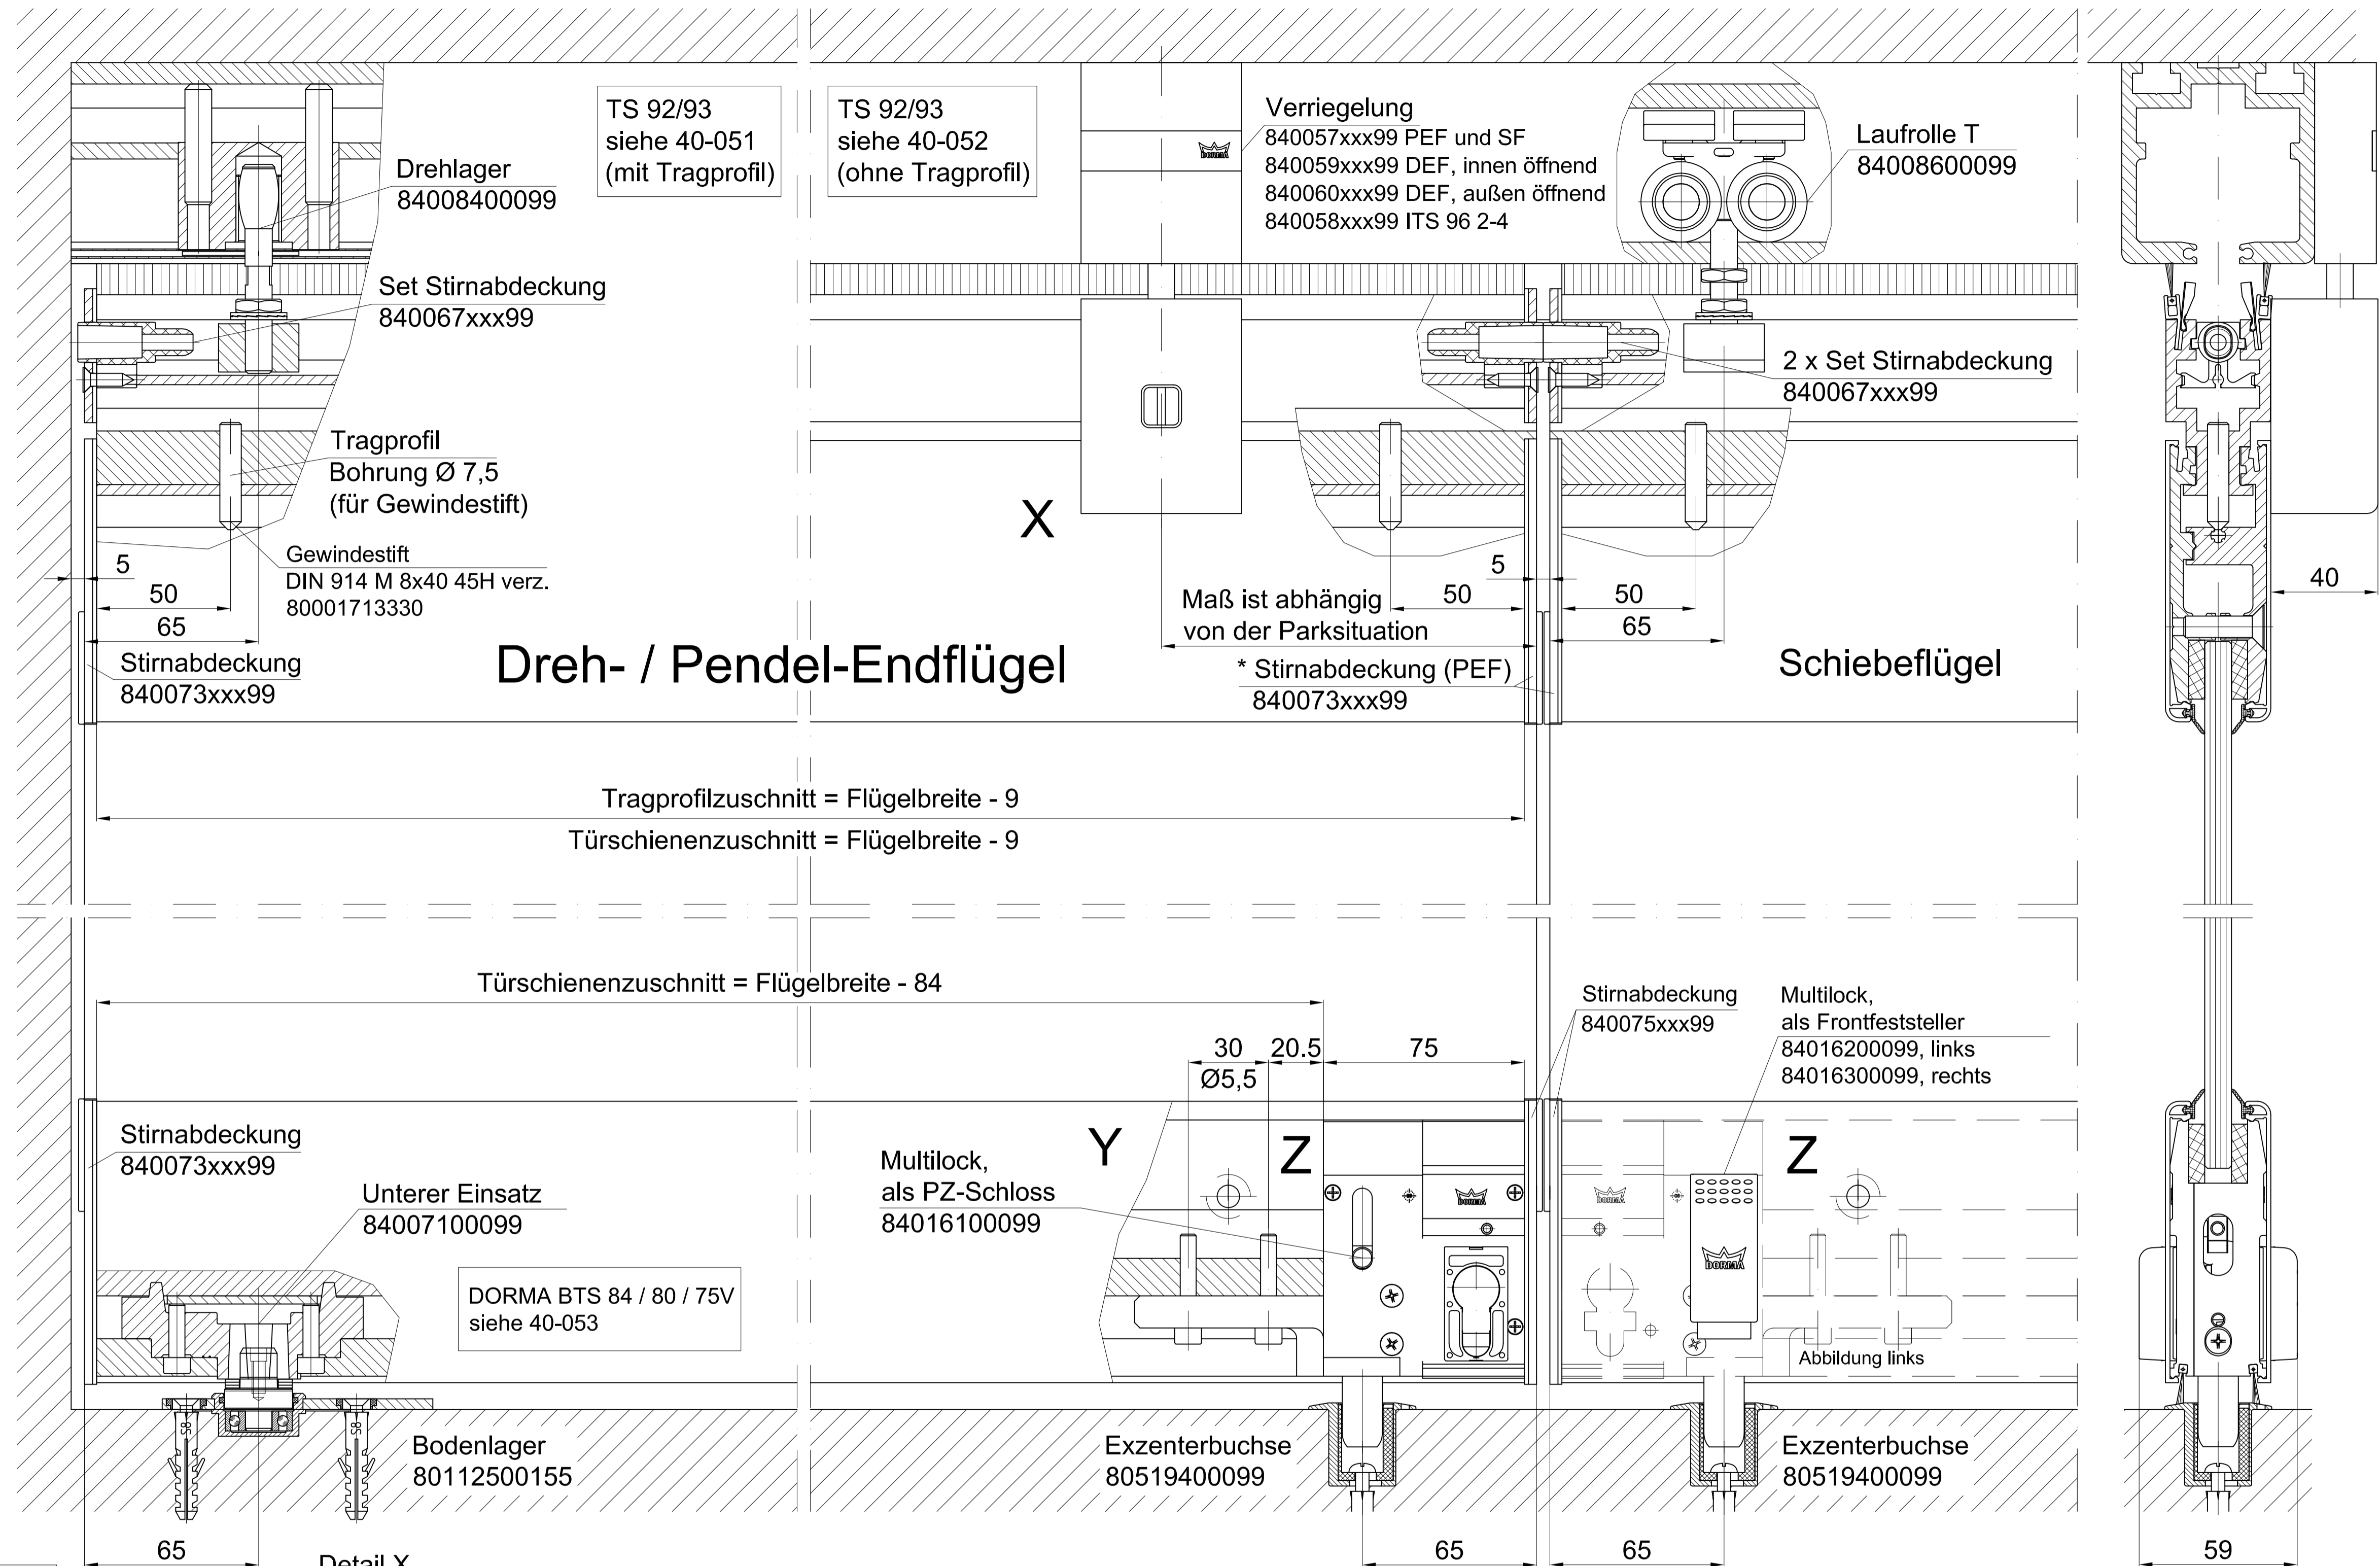 TS 92/93
siehe 40-051
(mit Tragprofil)
TS 92/93
siehe 40-052
(ohne Tragprofil)
DORMA
Verriegelung
840057xxx99 PEF und SF
840059xxx99 DEF, innen öffnend
840060xxx99 DEF, außen öffnend
840058xxx99 ITS 96 2-4
Laufrolle T
84008600099
Drehlager
84008400099
Set Stirnabdeckung
840067xxx99
2 x Set Stirnabdeckung
840067xxx99
Tragprofil
Bohrung Ø 7,5
(für Gewindestift)
X
Gewindestift
DIN 914 M 8x40 45H verz.
80001713330
5
50
65
5
50
50
65
40
Maß ist abhängig
von der Parksituation
* Stirnabdeckung (PEF)
840073xxx99
Stirnabdeckung
840073xxx99
Dreh- / Pendel-Endflügel
Schiebeflügel
Tragprofilzuschnitt = Flügelbreite - 9
Türschienenzuschnitt = Flügelbreite - 9
Türschienenzuschnitt = Flügelbreite - 84
Stirnabdeckung
840075xxx99
Multilock,
als Frontfeststeller
84016200099, links
84016300099, rechts
30
20.5
75
Ø5,5
Stirnabdeckung
840073xxx99
Y
Z
Z
Multilock,
als PZ-Schloss
84016100099
DORMA
DORMA
DORMA
Unterer Einsatz
84007100099
DORMA BTS 84 / 80 / 75V
siehe 40-053
Abbildung links
S8
S8
Bodenlager
80112500155
Exzenterbuchse
80519400099
Exzenterbuchse
80519400099
65
65
65
59
Detail X